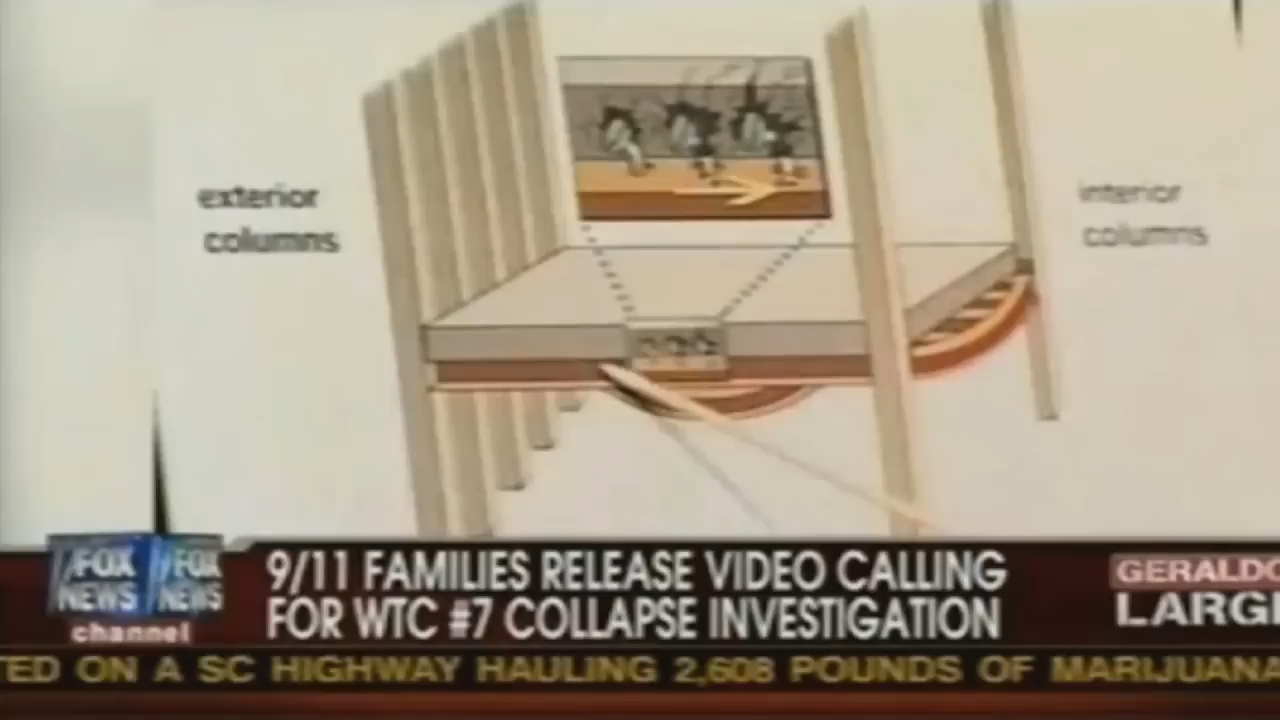 exterior
columns
interior
columns
FOX
NEWS
FOX
NEWS
channel
9/11 FAMILIES RELEASE VIDEO CALLING
FOR WTC #7 COLLAPSE INVESTIGATION
GERALDO
LARGE
TED ON A SC HIGHWAY HAULING 2,608 POUNDS OF MARIJUANA